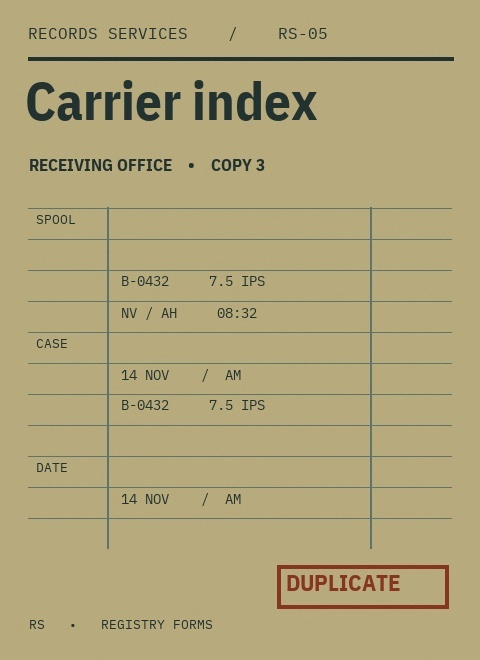 RECORDS SERVICES / RS-05
Carrier index
RECEIVING OFFICE • COPY 3
SPOOL
B-0432 7.5 IPS
NV / AH 08:32
CASE
14 NOV / AM
B-0432 7.5 IPS
DATE
14 NOV / AM
DUPLICATE
RS • REGISTRY FORMS